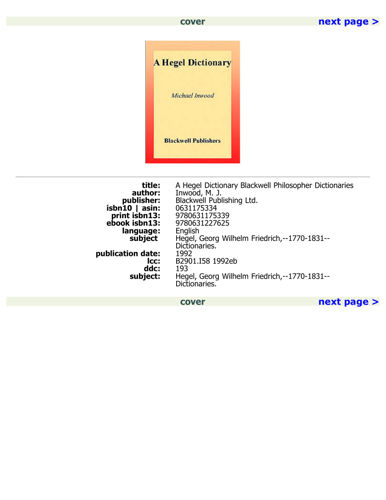 cover next page >
A Hegel Dictionary
Michael Inwood
Blackwell Publishers
title: A Hegel Dictionary Blackwell Philosopher Dictionaries
author: Inwood, M. J.
publisher: Blackwell Publishing Ltd.
isbn10 | asin: 0631175334
print isbn13: 9780631175339
ebook isbn13: 9780631227625
language: English
subject Hegel, Georg Wilhelm Friedrich,--1770-1831--
Dictionaries.
publication date: 1992
lcc: B2901.I58 1992eb
ddc: 193
subject: Hegel, Georg Wilhelm Friedrich,--1770-1831--
Dictionaries.
cover next page >